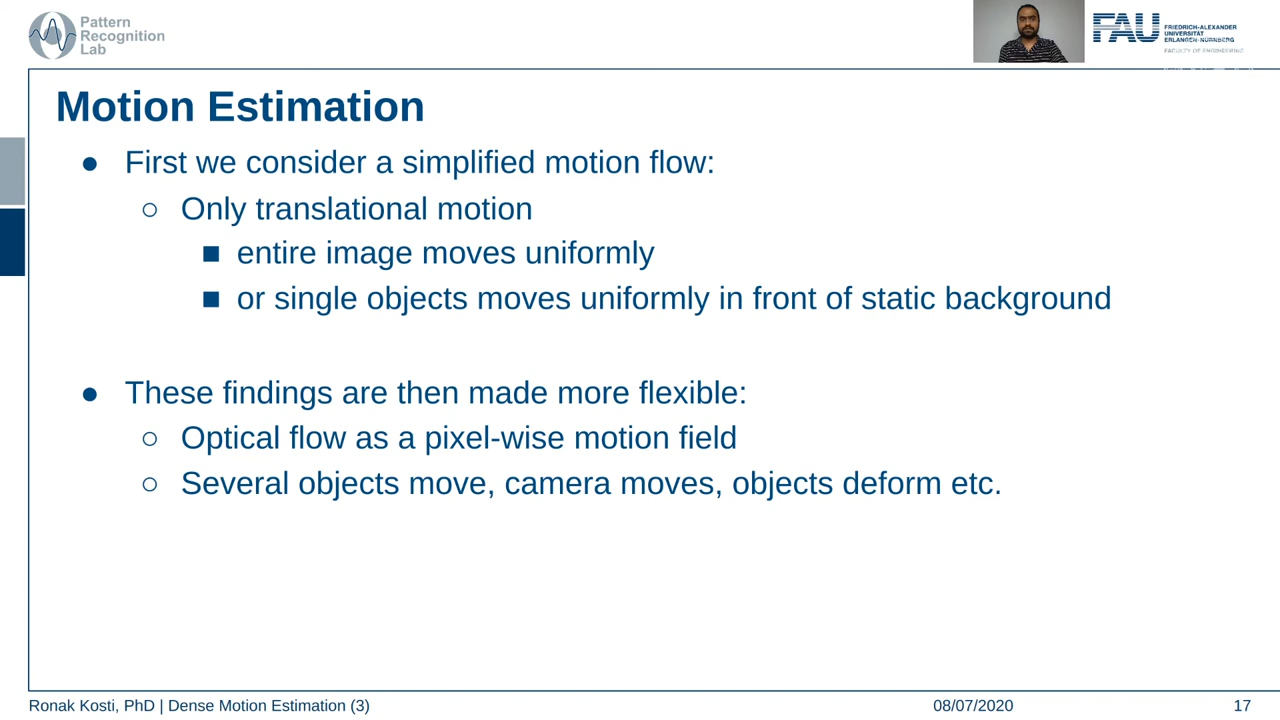 Pattern
Recognition
Lab
FAU
FRIEDRICH-ALEXANDER
UNIVERSITÄT
ERLANGEN-NÜRNBERG
FACULTY OF ENGINEERING
Motion Estimation
● First we consider a simplified motion flow:
○ Only translational motion
■ entire image moves uniformly
■ or single objects moves uniformly in front of static background
● These findings are then made more flexible:
○ Optical flow as a pixel-wise motion field
○ Several objects move, camera moves, objects deform etc.
Ronak Kosti, PhD | Dense Motion Estimation (3)
08/07/2020
17